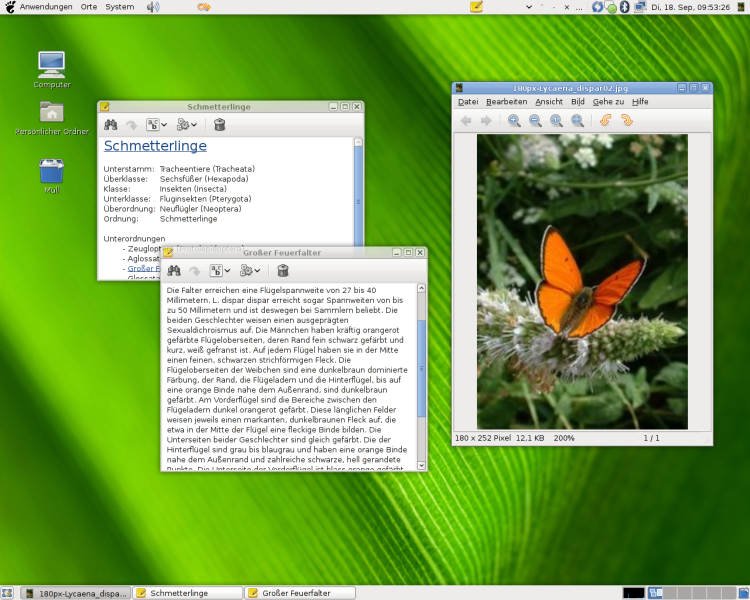 Anwendungen Orte System
Di, 18. Sep, 09:53:26
Computer
Persönlicher Ordner
Müll
Schmetterlinge
Schmetterlinge
Unterstamm: Tracheentiere (Tracheata)
Überklasse: Sechsfüßer (Hexapoda)
Klasse: Insekten (Insecta)
Unterklasse: Fluginsekten (Pterygota)
Überordnung: Neuflügler (Neoptera)
Ordnung: Schmetterlinge
Unterordnungen
- Zeuglopt
- Aglossat
- Großer F
- Glossata
Großer Feuerfalter
Die Falter erreichen eine Flügelspannweite von 27 bis 40
Millimetern. L. dispar dispar erreicht sogar Spannweiten von bis
zu 50 Millimetern und ist deswegen bei Sammlern beliebt. Die
beiden Geschlechter weisen einen ausgeprägten
Sexualdichroismus auf. Die Männchen haben kräftig orangerot
gefärbte Flügeloberseiten, deren Rand fein schwarz gefärbt und
kurz, weiß gefranst ist. Auf jedem Flügel haben sie in der Mitte
einen feinen, schwarzen strichförmigen Fleck. Die
Flügeloberseiten der Weibchen sind eine dunkelbraun dominierte
Färbung, der Rand, die Flügeladern und die Hinterflügel, bis auf
eine orange Binde nahe dem Außenrand, sind dunkelbraun
gefärbt. Am Vorderflügel sind die Bereiche zwischen den
Flügeladern dunkel orangerot gefärbt. Diese länglichen Felder
weisen jeweils einen markanten, dunkelbraunen Fleck auf, die
etwa in der Mitte der Flügel eine fleckige Binde bilden. Die
Unterseiten beider Geschlechter sind gleich gefärbt. Die der
Hinterflügel sind grau bis blaugrau und haben eine orange Binde
nahe dem Außenrand und zahlreiche schwarze, hell gerandete
Punkte. Die Unterseite der Vorderflügel ist blass orange gefärbt
180px-Lycaena_dispar02.jpg
Datei Bearbeiten Ansicht Bild Gehe zu Hilfe
180 x 252 Pixel 12,1 KB 200%
1 / 1
180px-Lycaena_dispa...
Schmetterlinge
Großer Feuerfalter